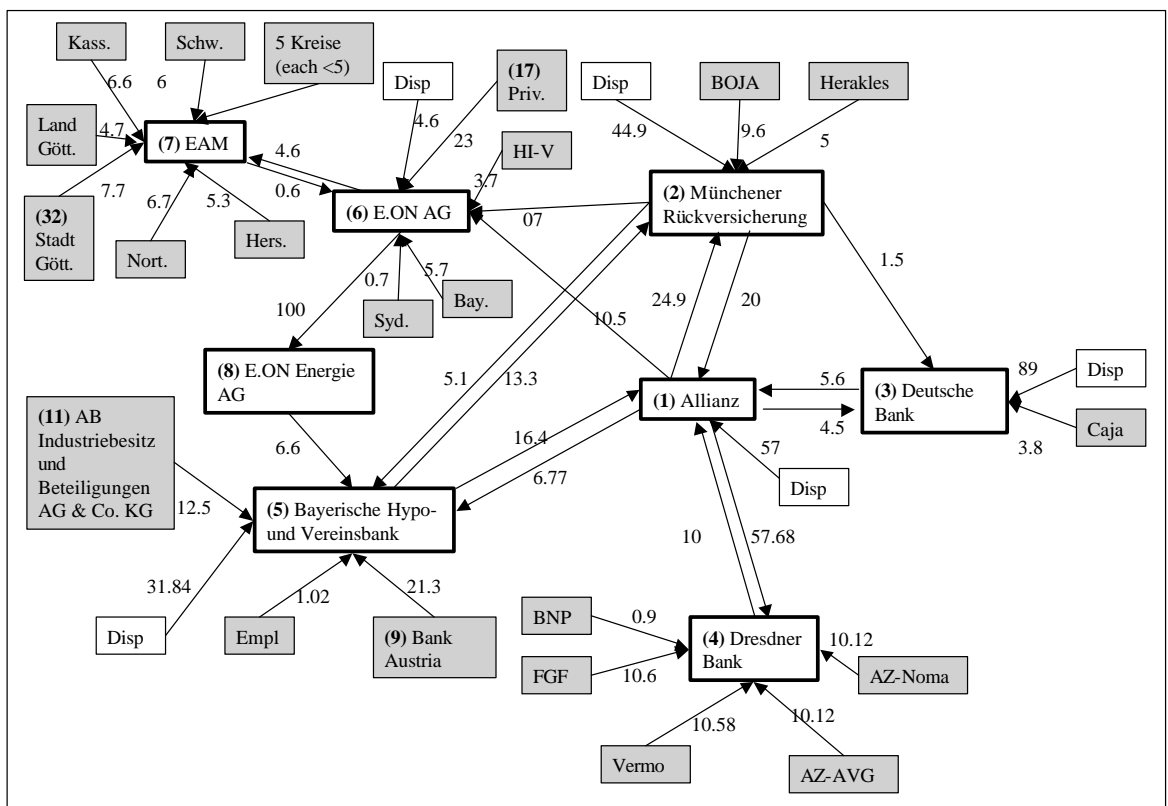 Kass.
Schw.
5 Kreise
(each <5)
Disp
(17)
Priv.
Disp
BOJA
Herakles
6.6
6
4.6
23
44.9
9.6
5
Land
Gött.
4.7
(7) EAM
4.6
HI-V
0.6
3.7
7.7
6.7
5.3
(6) E.ON AG
07
(2) Münchener
Rückversicherung
(32)
Stadt
Gött.
Nort.
Hers.
0.7
5.7
Bay.
Syd.
1.5
100
10.5
24.9
20
(8) E.ON Energie
AG
5.1
13.3
(1) Allianz
5.6
4.5
(3) Deutsche
Bank
89
Disp
Caja
3.8
(11) AB
Industriebesitz
und
Beteiligungen
AG & Co. KG
12.5
6.6
16.4
6.77
57
Disp
(5) Bayerische Hypo-
und Vereinsbank
10
57.68
31.84
1.02
21.3
Disp
Empl
(9) Bank
Austria
BNP
0.9
FGF
10.6
(4) Dresdner
Bank
10.12
AZ-Noma
10.58
10.12
Vermo
AZ-AVG